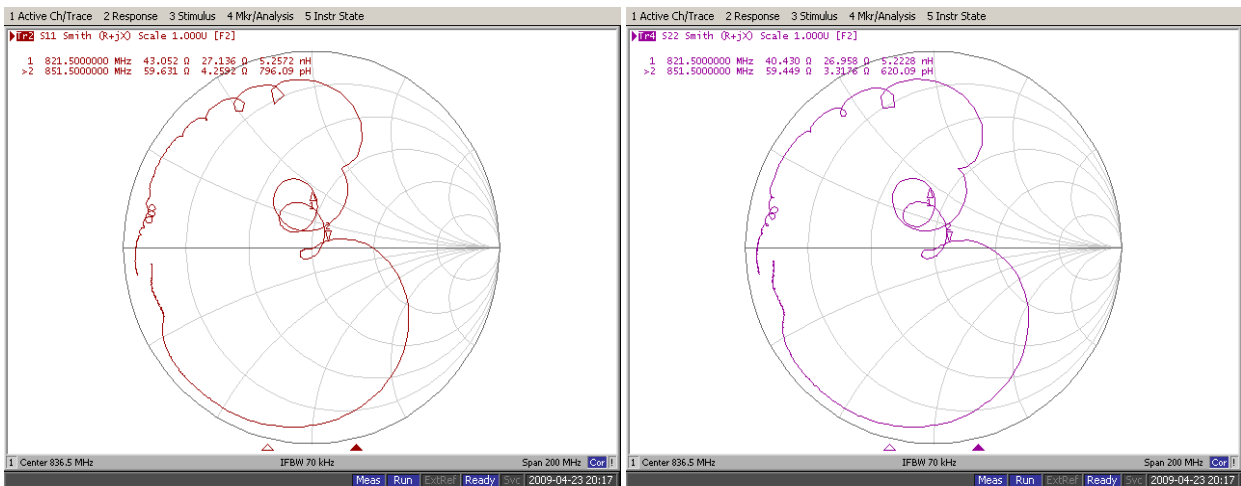 1 Active Ch/Trace 2 Response 3 Stimulus 4 Mkr/Analysis 5 Instr State
Tr2 S11 Smith (R+jX) Scale 1.000U [F2]
1 821.5000000 MHz 43.052 Ω 27.136 Ω 5.2572 nH
>2 851.5000000 MHz 59.631 Ω 4.2592 Ω 796.09 pH
1
2
1 Center 836.5 MHz IFBW 70 kHz Span 200 MHz Cor !
Meas Run ExtRef Ready Svc 2009-04-23 20:17
1 Active Ch/Trace 2 Response 3 Stimulus 4 Mkr/Analysis 5 Instr State
Tr4 S22 Smith (R+jX) Scale 1.000U [F2]
1 821.5000000 MHz 40.430 Ω 26.958 Ω 5.2228 nH
>2 851.5000000 MHz 59.449 Ω 3.3176 Ω 620.09 pH
1
2
1 Center 836.5 MHz IFBW 70 kHz Span 200 MHz Cor !
Meas Run ExtRef Ready Svc 2009-04-23 20:17